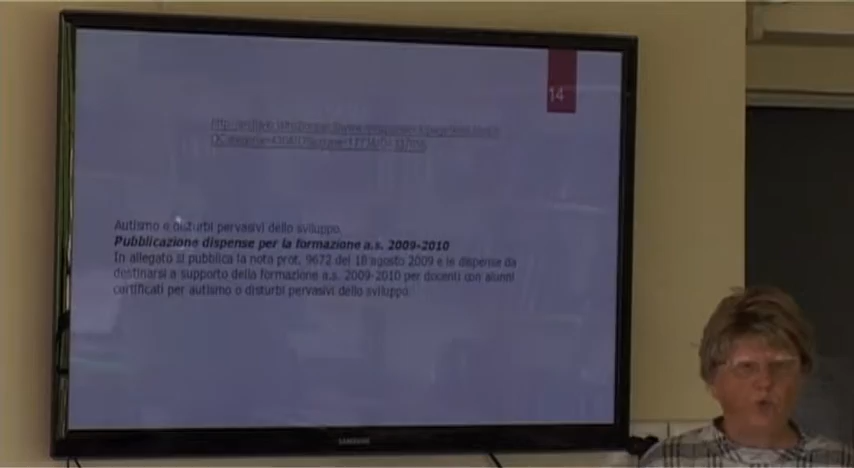 14
Autismo e disturbi pervasivi dello sviluppo.
Pubblicazione dispense per la formazione a.s. 2009-2010
In allegato si pubblica la nota prot. 9672 del 18 agosto 2009 e le dispense da
destinarsi a supporto della formazione a.s. 2009-2010 per docenti con alunni
certificati per autismo o disturbi pervasivi dello sviluppo.
SAMSUNG